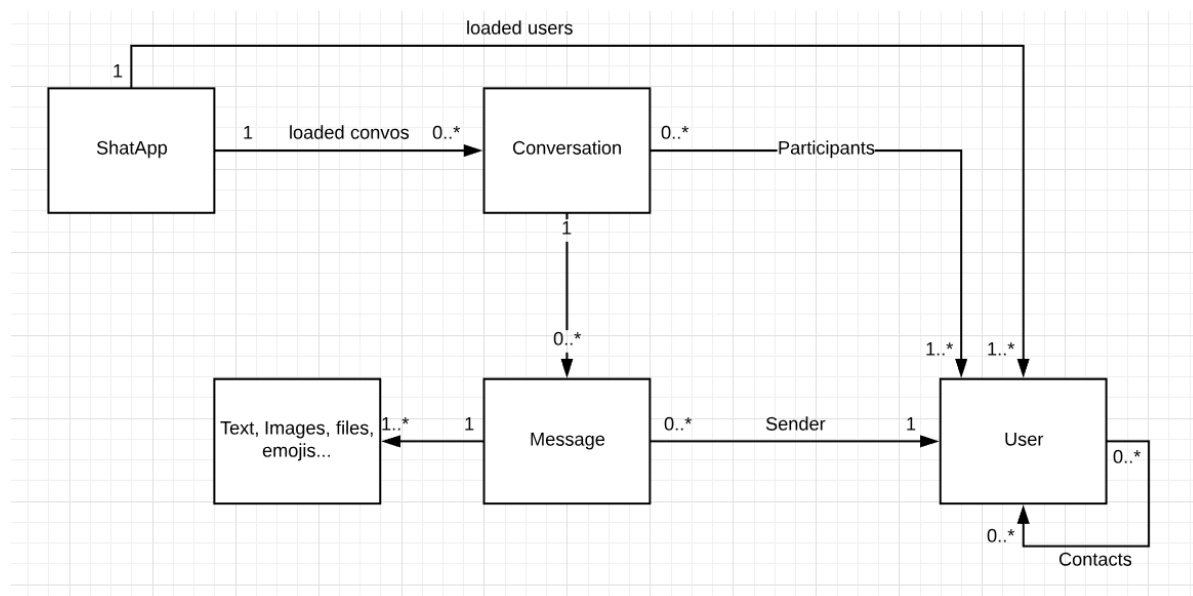 loaded users
1
ShatApp
1 loaded convos 0..*
Conversation
0..* Participants
1
0..*
1..* 1..*
Text, Images, files,
emojis...
1..* 1
Message
0..* Sender 1
User
0..*
0..*
Contacts